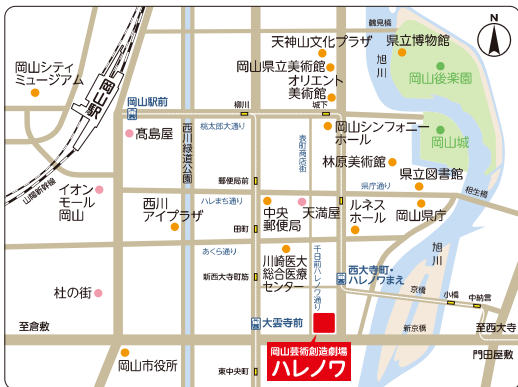 鶴見橋
旭川
県立博物館
N
天神山文化プラザ
岡山県立美術館
オリエント
美術館
岡山後楽園
岡山シティ
ミュージアム
JR岡山駅
岡山駅前
柳川
城下
桃太郎大通り
岡山シンフォニー
ホール
岡山城
髙島屋
西川緑道公園
表町商店街
林原美術館
県立図書館
郵便局前
県庁通り
相生橋
イオン
モール
岡山
西川
アイプラザ
ハレまち通り
中央
郵便局
天満屋
ルネス
ホール
岡山県庁
田町
あくら通り
旭川
川崎医大
総合医療
センター
千日前ハレノワ通り
新西大寺町筋
西大寺町・
ハレノワまえ
杜の街
京橋
小橋
中納言
至倉敷
大雲寺前
新京橋
至西大寺
門田屋敷
岡山芸術創造劇場
ハレノワ
岡山市役所
東中央町